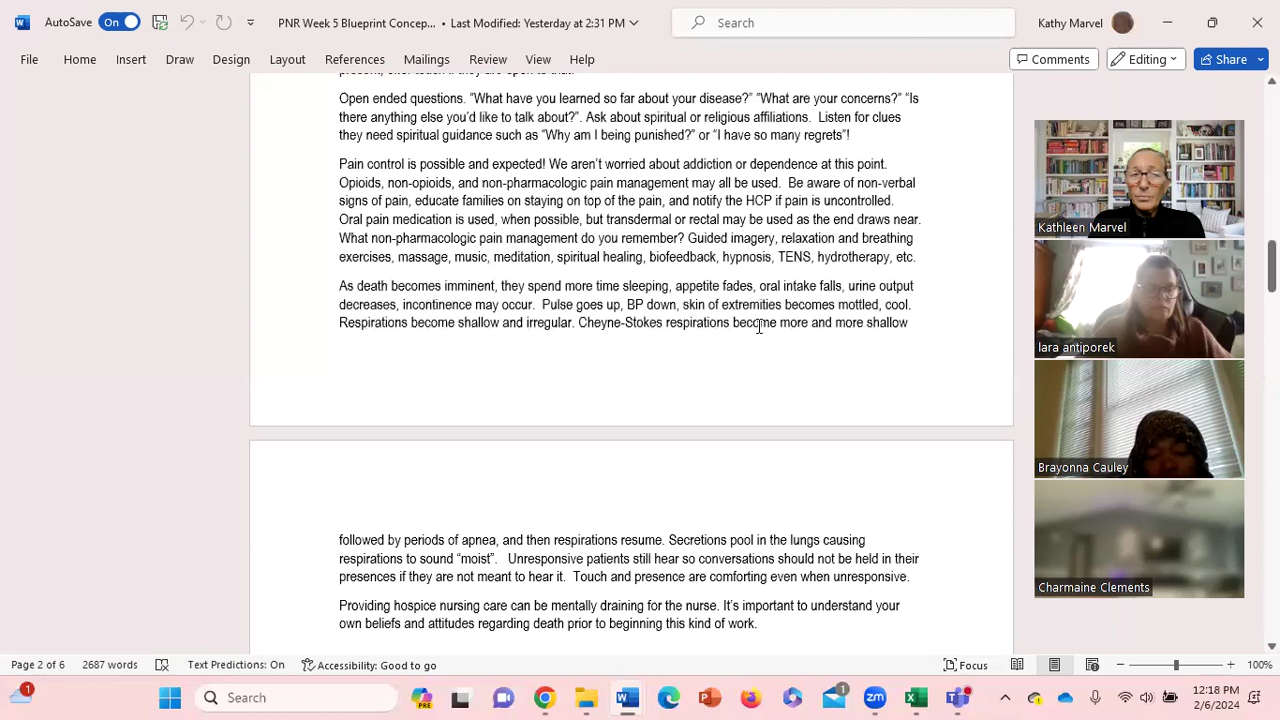 AutoSave On PNR Week 5 Blueprint Concep... • Last Modified: Yesterday at 2:31 PM Search Kathy Marvel
File Home Insert Draw Design Layout References Mailings Review View Help Comments Editing Share
Open ended questions. “What have you learned so far about your disease?” “What are your concerns?” “Is
there anything else you’d like to talk about?”. Ask about spiritual or religious affiliations. Listen for clues
they need spiritual guidance such as “Why am I being punished?” or “I have so many regrets”!
Pain control is possible and expected! We aren’t worried about addiction or dependence at this point.
Opioids, non-opioids, and non-pharmacologic pain management may all be used. Be aware of non-verbal
signs of pain, educate families on staying on top of the pain, and notify the HCP if pain is uncontrolled.
Oral pain medication is used, when possible, but transdermal or rectal may be used as the end draws near.
What non-pharmacologic pain management do you remember? Guided imagery, relaxation and breathing
exercises, massage, music, meditation, spiritual healing, biofeedback, hypnosis, TENS, hydrotherapy, etc.
As death becomes imminent, they spend more time sleeping, appetite fades, oral intake falls, urine output
decreases, incontinence may occur. Pulse goes up, BP down, skin of extremities becomes mottled, cool.
Respirations become shallow and irregular. Cheyne-Stokes respirations become more and more shallow
followed by periods of apnea, and then respirations resume. Secretions pool in the lungs causing
respirations to sound “moist”. Unresponsive patients still hear so conversations should not be held in their
presences if they are not meant to hear it. Touch and presence are comforting even when unresponsive.
Providing hospice nursing care can be mentally draining for the nurse. It’s important to understand your
own beliefs and attitudes regarding death prior to beginning this kind of work.
Kathleen Marvel
lara antiporek
Brayonna Cauley
Charmaine Clements
Page 2 of 6 2687 words Text Predictions: On Accessibility: Good to go Focus 100%
1 Search PRE 1 zm 12:18 PM
2/6/2024